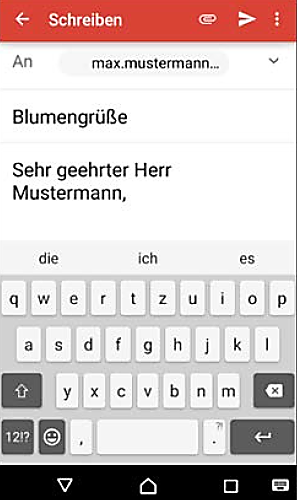 Schreiben
An max.mustermann...
Blumengrüße
Sehr geehrter Herr
Mustermann,
die ich es
q w e r t z u i o p
a s d f g h j k l
y x c v b n m
12!? , . ?!